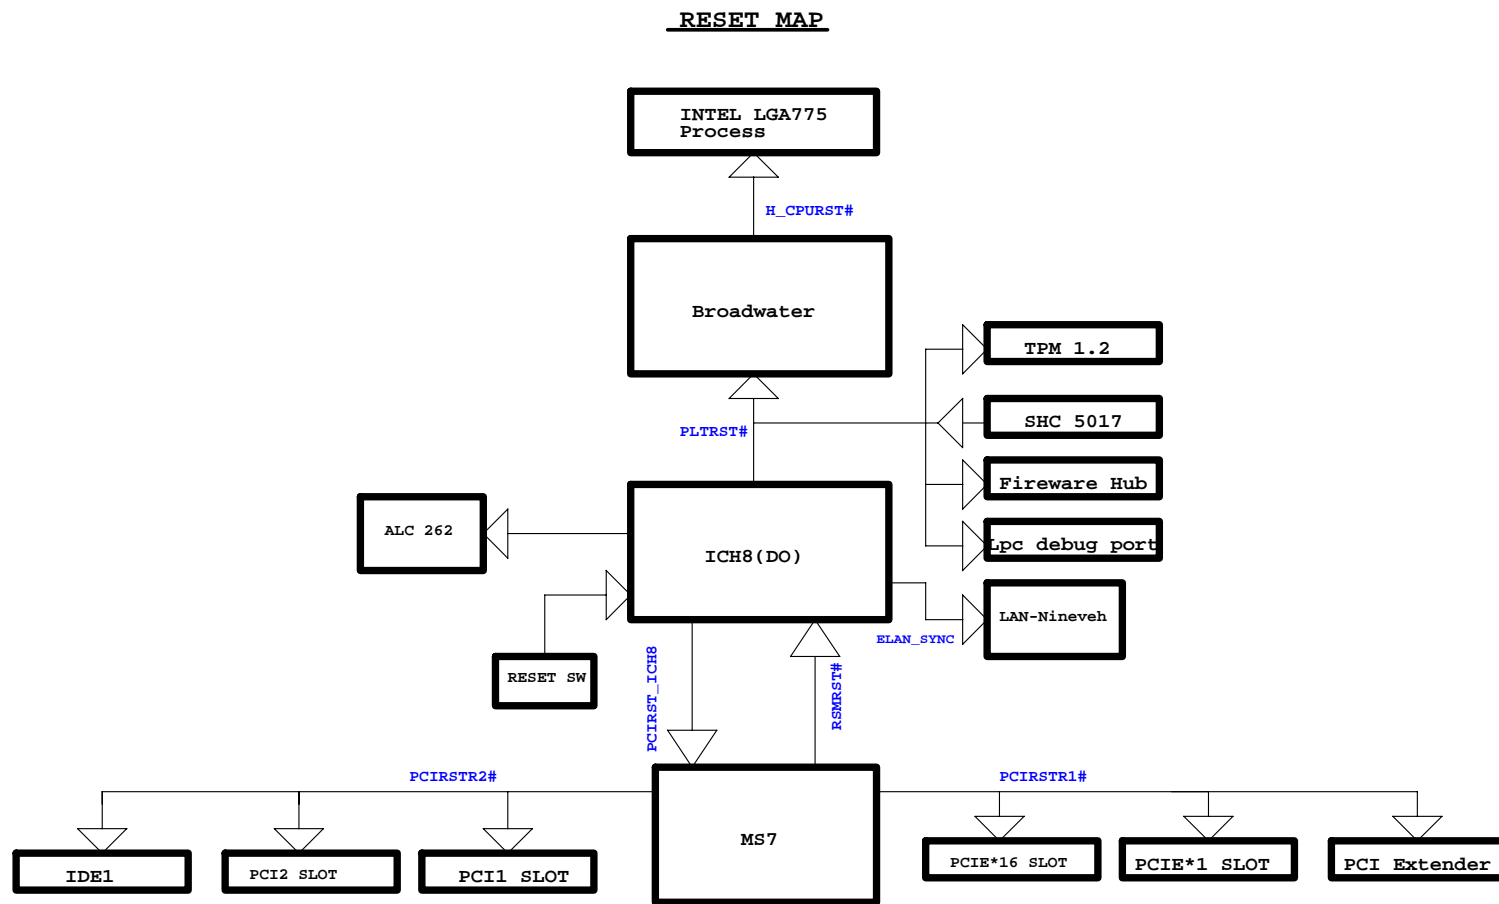 RESET MAP
INTEL LGA775
Process
H_CPURST#
Broadwater
TPM 1.2
SHC 5017
PLTRST#
Fireware Hub
ALC 262
Lpc debug port
ICH8(DO)
LAN-Nineveh
ELAN_SYNC
RESET SW
PCIRST_ICH8
RSMRST#
PCIRSTR2#
PCIRSTR1#
MS7
IDE1
PCI2 SLOT
PCI1 SLOT
PCIE*16 SLOT
PCIE*1 SLOT
PCI Extender